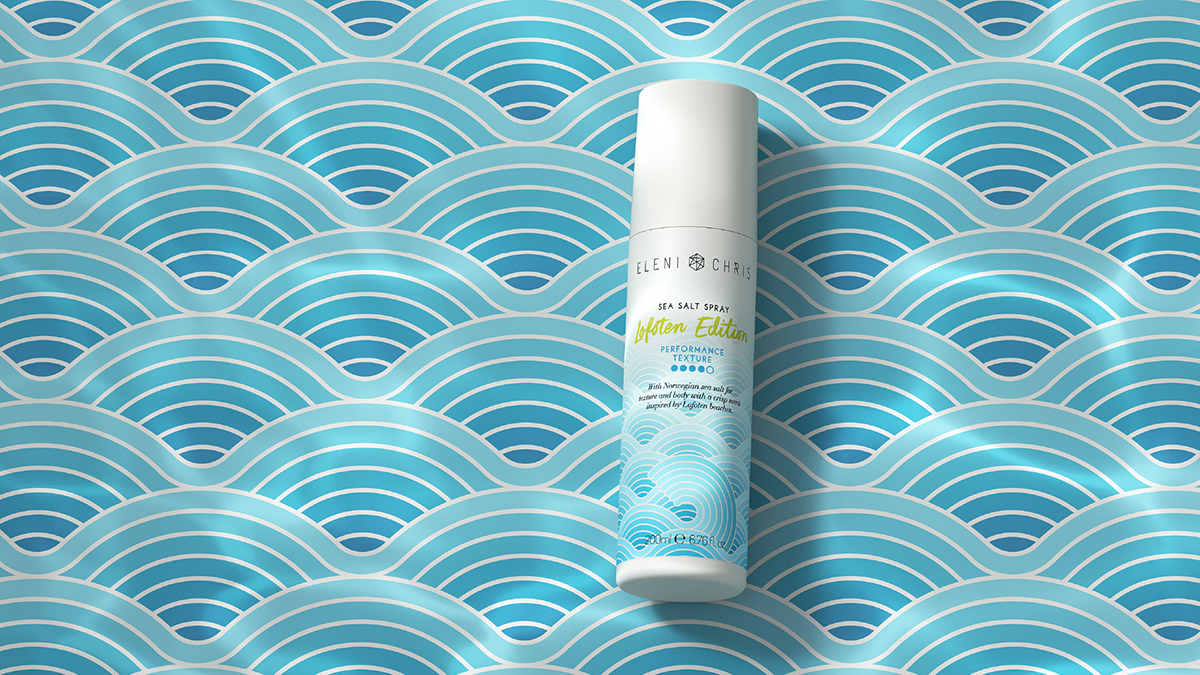 ELENI CHRIS
SEA SALT SPRAY
Lofoten Edition
PERFORMANCE
TEXTURE
With Norwegian sea salt for
texture and body with a crisp scent
inspired by Lofoten beaches.
200ml e 6.76 fl. oz